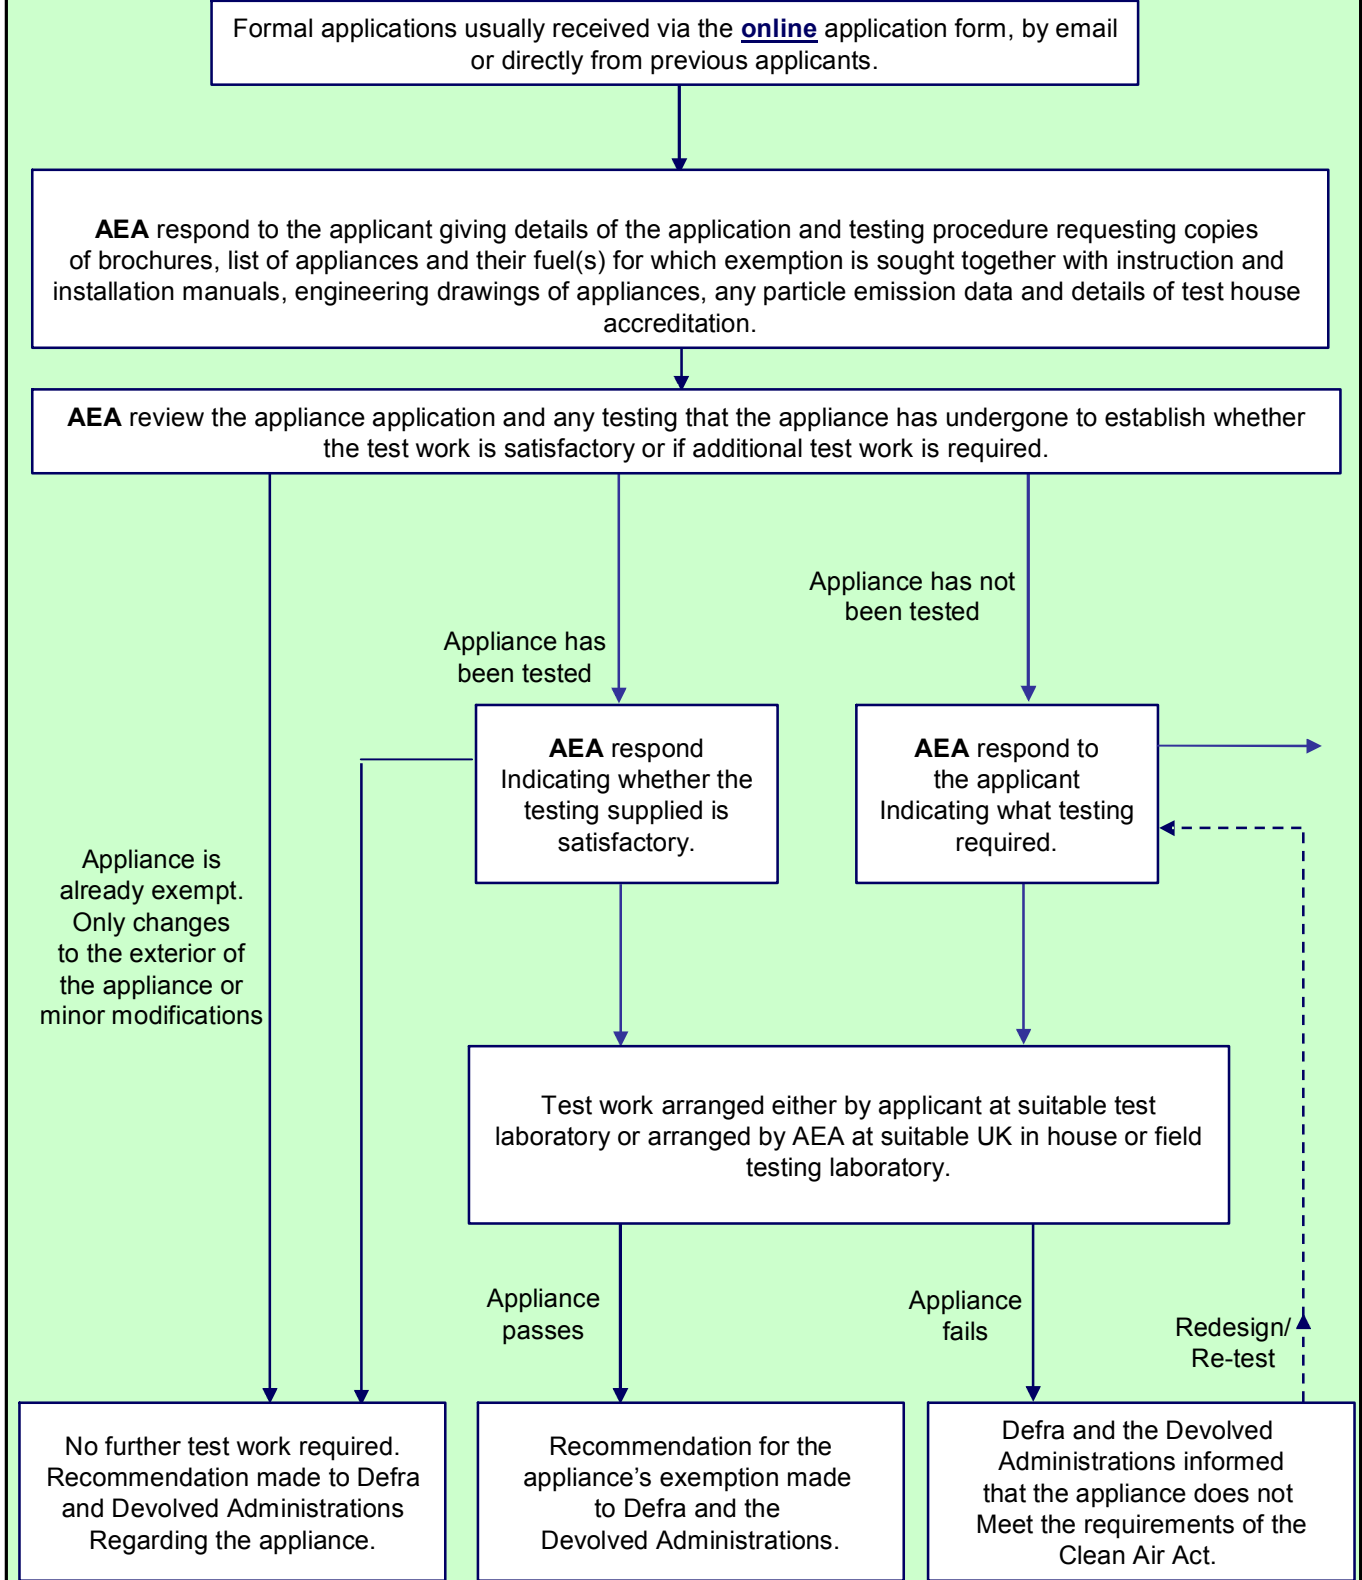 Formal applications usually received via the online application form, by email
or directly from previous applicants.
AEA respond to the applicant giving details of the application and testing procedure requesting copies
of brochures, list of appliances and their fuel(s) for which exemption is sought together with instruction and
installation manuals, engineering drawings of appliances, any particle emission data and details of test house
accreditation.
AEA review the appliance application and any testing that the appliance has undergone to establish whether
the test work is satisfactory or if additional test work is required.
Appliance has not
been tested
Appliance has
been tested
AEA respond
Indicating whether the
testing supplied is
satisfactory.
AEA respond to
the applicant
Indicating what testing
required.
Appliance is
already exempt.
Only changes
to the exterior of
the appliance or
minor modifications
Test work arranged either by applicant at suitable test
laboratory or arranged by AEA at suitable UK in house or field
testing laboratory.
Appliance
passes
Appliance
fails
Redesign/
Re-test
No further test work required.
Recommendation made to Defra
and Devolved Administrations
Regarding the appliance.
Recommendation for the
appliance's exemption made
to Defra and the
Devolved Administrations.
Defra and the Devolved
Administrations informed
that the appliance does not
Meet the requirements of the
Clean Air Act.